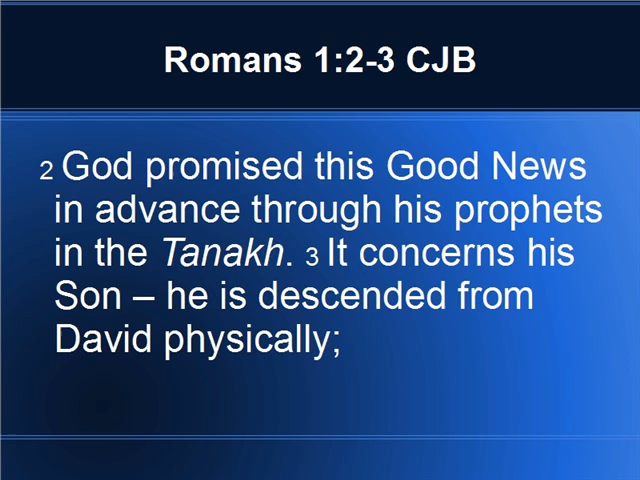 Romans 1:2-3 CJB
2 God promised this Good News
in advance through his prophets
in the Tanakh. 3 It concerns his
Son – he is descended from
David physically;